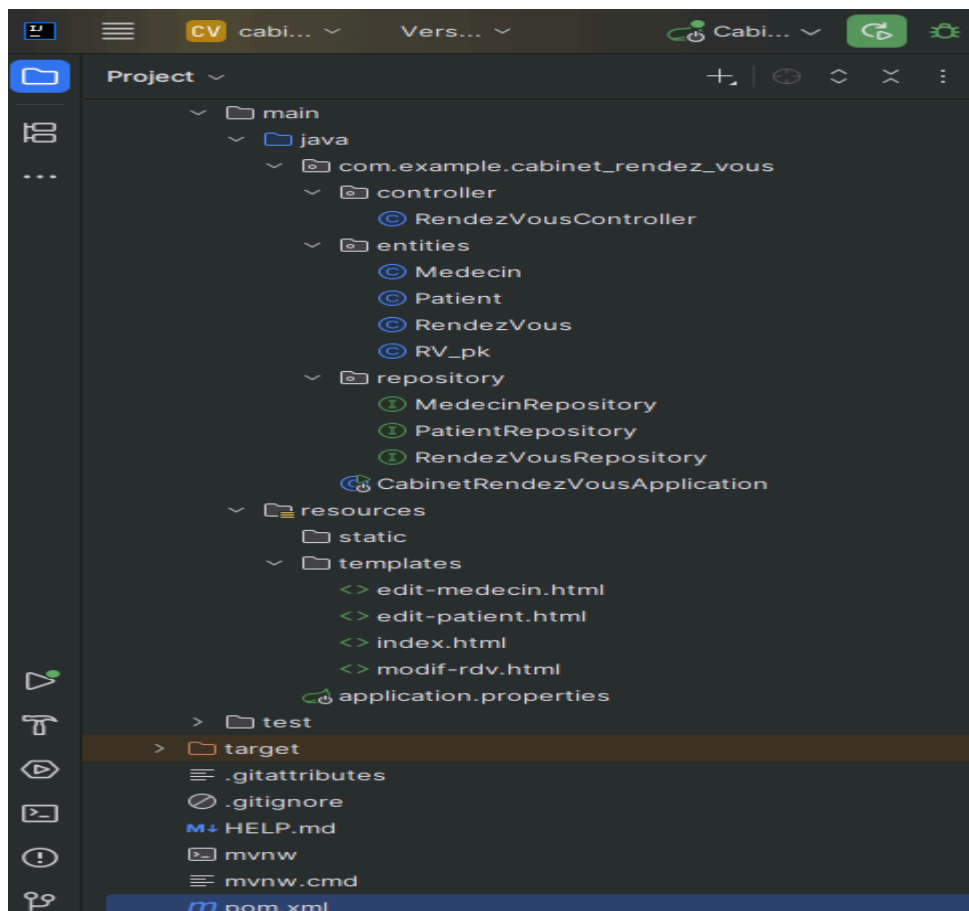 CV cabi... Vers... Cabi...
Project
main
java
com.example.cabinet_rendez_vous
controller
RendezVousController
entities
Medecin
Patient
RendezVous
RV_pk
repository
MedecinRepository
PatientRepository
RendezVousRepository
CabinetRendezVousApplication
resources
static
templates
edit-medecin.html
edit-patient.html
index.html
modif-rdv.html
application.properties
test
target
.gitattributes
.gitignore
HELP.md
mvnw
mvnw.cmd
pom.xml